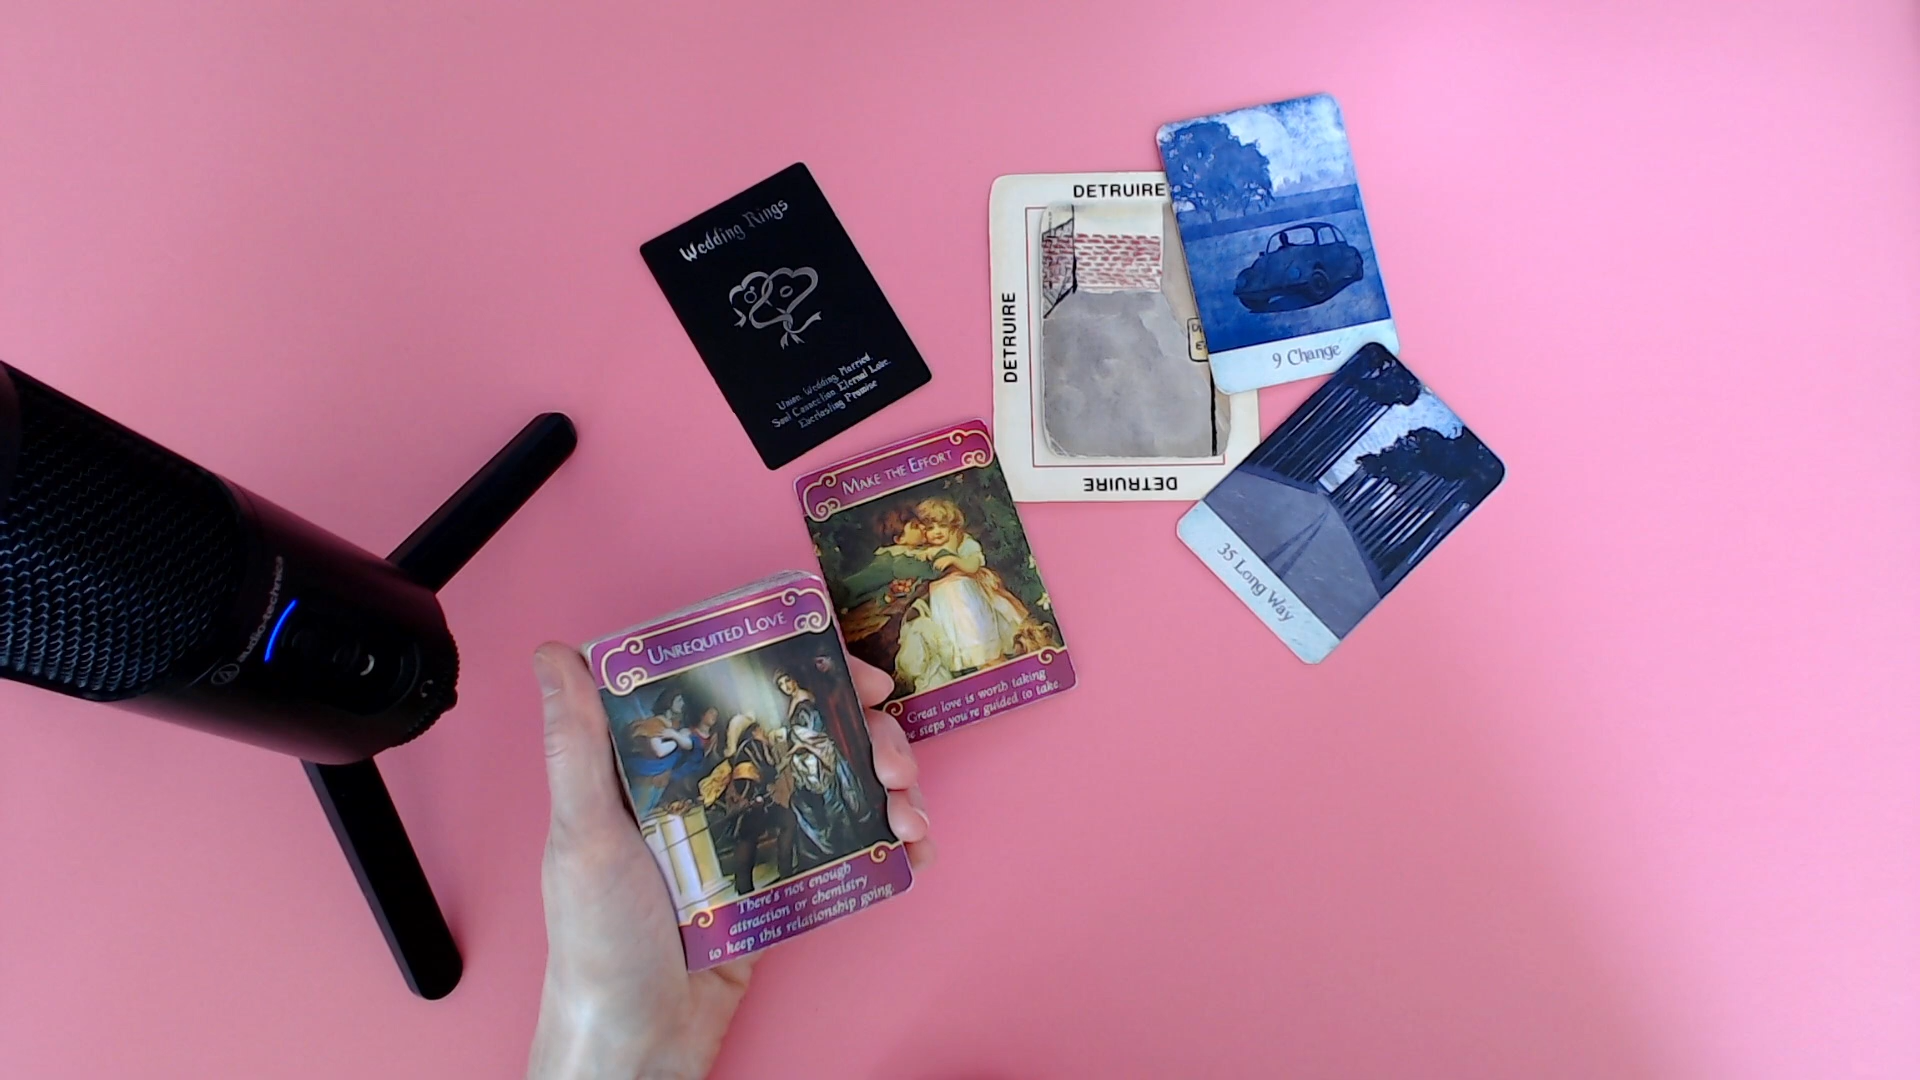 Wedding Rings
Union, Wedding, Married,
Soul Connection, Eternal Love,
Everlasting Promise
DETRUIRE
DETRUIRE
DETRUIRE
9 Change
35 Long Way
MAKE THE EFFORT
Great love is worth taking
steps you're guided to take.
UNREQUITED LOVE
There's not enough
attraction or chemistry
to keep this relationship going.
audio-technica